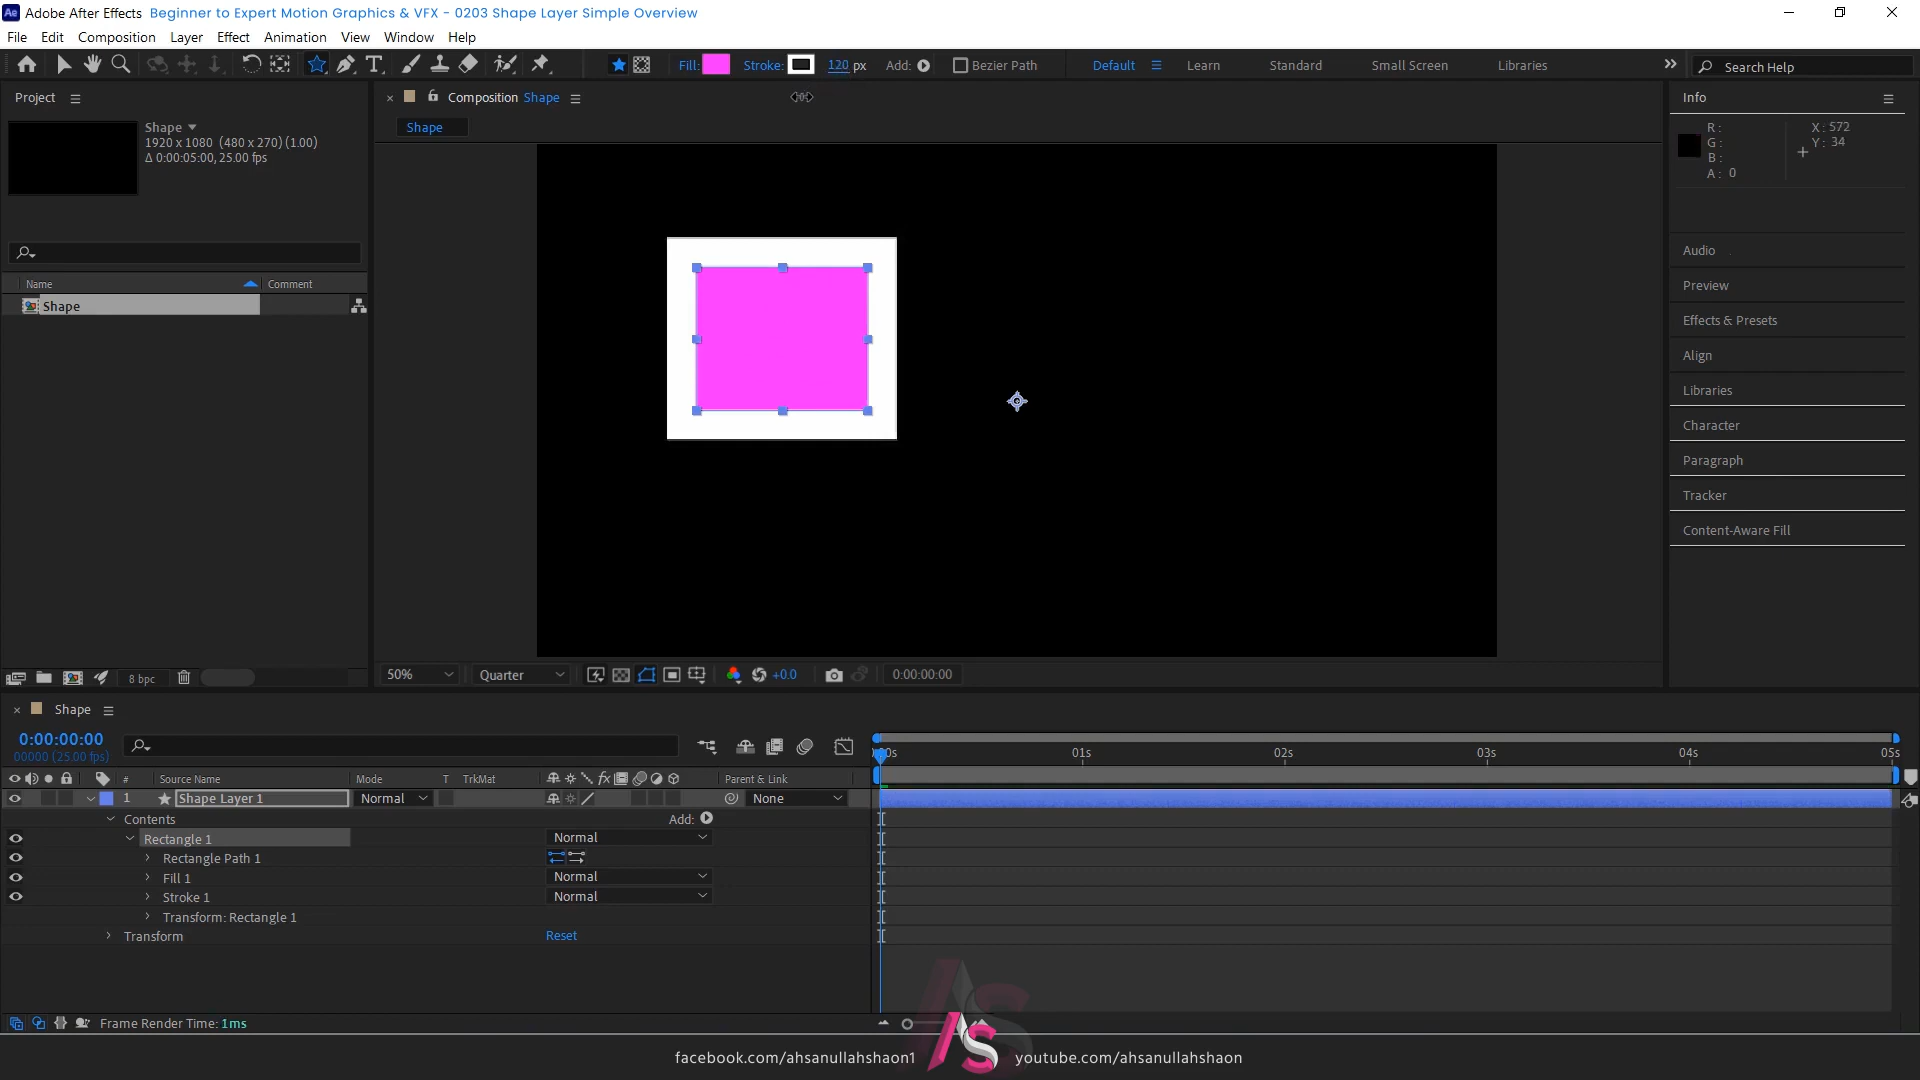 Adobe After Effects Beginner to Expert Motion Graphics & VFX - 0203 Shape Layer Simple Overview
File Edit Composition Layer Effect Animation View Window Help
Fill: Stroke: 120 px Add: Bezier Path Default Learn Standard Small Screen Libraries Search Help
Project
Composition Shape
Info
Shape
1920 x 1080 (480 x 270) (1.00)
Δ 0:00:05:00, 25.00 fps
Shape
R :
G :
B :
A : 0
X : 572
Y : 34
Name Comment
Shape
Audio
Preview
Effects & Presets
Align
Libraries
Character
Paragraph
Tracker
Content-Aware Fill
8 bpc
50% Quarter +0.0 0:00:00:00
Shape
0:00:00:00
00000 (25.00 fps)
00s 01s 02s 03s 04s 05s
# Source Name Mode T TrkMat fx Parent & Link
1 Shape Layer 1 Normal None
Contents Add:
Rectangle 1 Normal
Rectangle Path 1
Fill 1 Normal
Stroke 1 Normal
Transform: Rectangle 1
Transform Reset
Frame Render Time: 1ms
facebook.com/ahsanullahshaon1 youtube.com/ahsanullahshaon